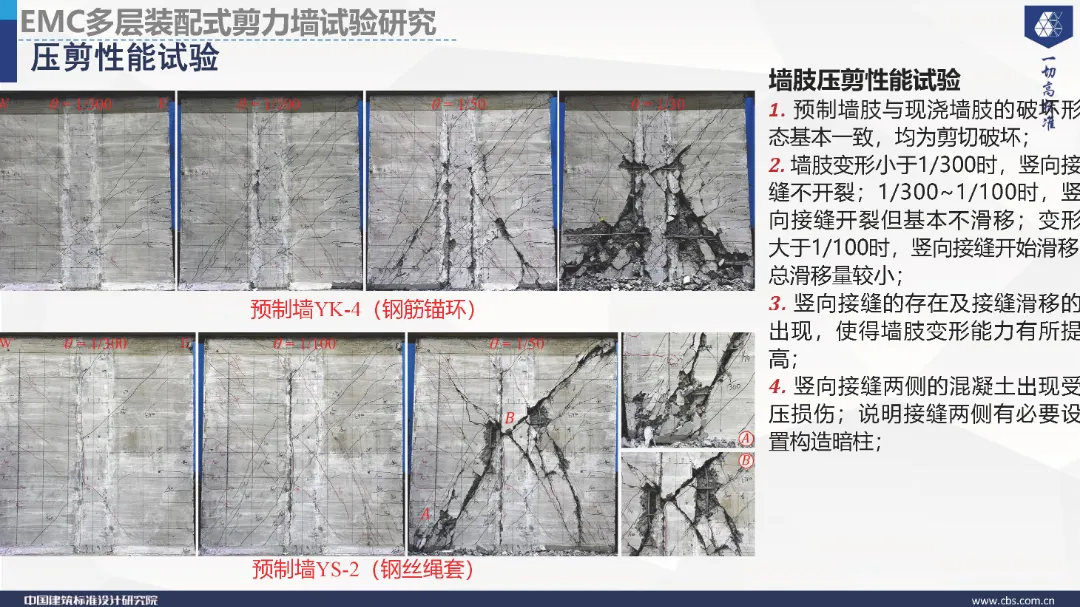 EMC多层装配式剪力墙试验研究
压剪性能试验
一切高标准
W θ = 1/300 E
θ = 1/100
θ = 1/50
θ = 1/30
预制墙YK-4（钢筋锚环）
W θ = 1/300 E
θ = 1/100
θ = 1/50
B
A
A
B
预制墙YS-2（钢丝绳套）
墙肢压剪性能试验
1. 预制墙肢与现浇墙肢的破坏形
态基本一致，均为剪切破坏；
2. 墙肢变形小于1/300时，竖向接
缝不开裂；1/300~1/100时，竖
向接缝开裂但基本不滑移；变形
大于1/100时，竖向接缝开始滑移
总滑移量较小；
3. 竖向接缝的存在及接缝滑移的
出现，使得墙肢变形能力有所提
高；
4. 竖向接缝两侧的混凝土出现受
压损伤；说明接缝两侧有必要设
置构造暗柱；
中国建筑标准设计研究院
www.cbs.com.cn